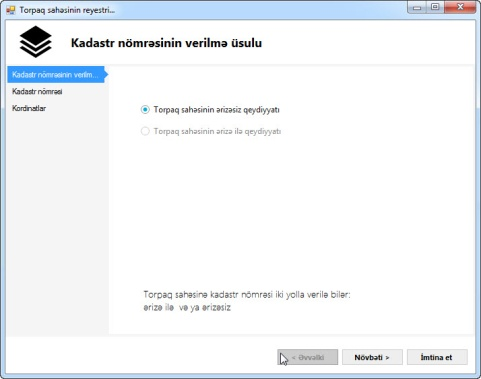 Torpaq sahəsinin reyestri...
Kadastr nömrəsinin verilmə üsulu
Kadastr nömrəsinin verilm...
Kadastr nömrəsi
Kordinatlar
Torpaq sahəsinin ərizəsiz qeydiyyatı
Torpaq sahəsinin ərizə ilə qeydiyyatı
Torpaq sahəsinə kadastr nömrəsi iki yolla verilə bilər:
ərizə ilə və ya ərizəsiz
< Əvvəlki
Növbəti >
İmtina et